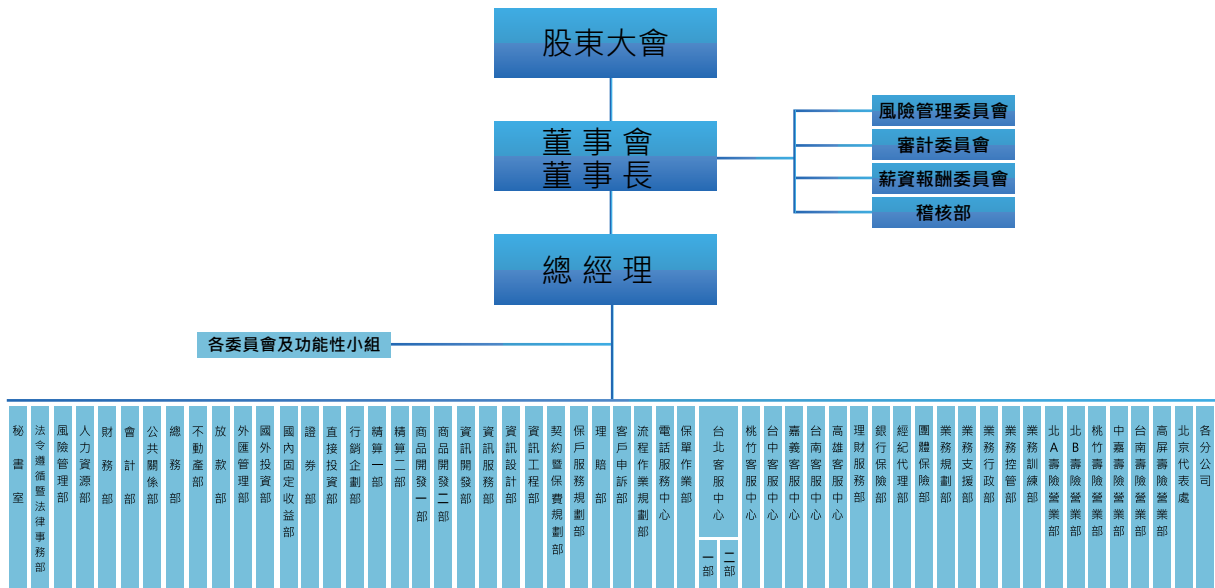 股東大會
董事會
董事長
風險管理委員會
審計委員會
薪資報酬委員會
稽核部
總經理
各委員會及功能性小組
秘書室
法令遵循暨法律事務部
風險管理部
人力資源部
財務部
會計部
公共關係部
總務部
不動產部
放款部
外匯管理部
國外投資部
國內固定收益部
證券部
直接投資部
行銷企劃部
精算一部
精算二部
商品開發一部
商品開發二部
資訊開發部
資訊服務部
資訊設計部
資訊工程部
契約暨保費規劃部
保戶服務規劃部
理賠部
客戶申訴部
流程作業規劃部
電話服務中心
保單作業部
台北客服中心
一部
二部
桃竹客服中心
台中客服中心
嘉義客服中心
台南客服中心
高雄客服中心
理財服務部
銀行保險部
經紀代理部
團體保險部
業務規劃部
業務支援部
業務行政部
業務控管部
業務訓練部
北A壽險營業部
北B壽險營業部
桃竹壽險營業部
中嘉壽險營業部
台南壽險營業部
高屏壽險營業部
北京代表處
各分公司